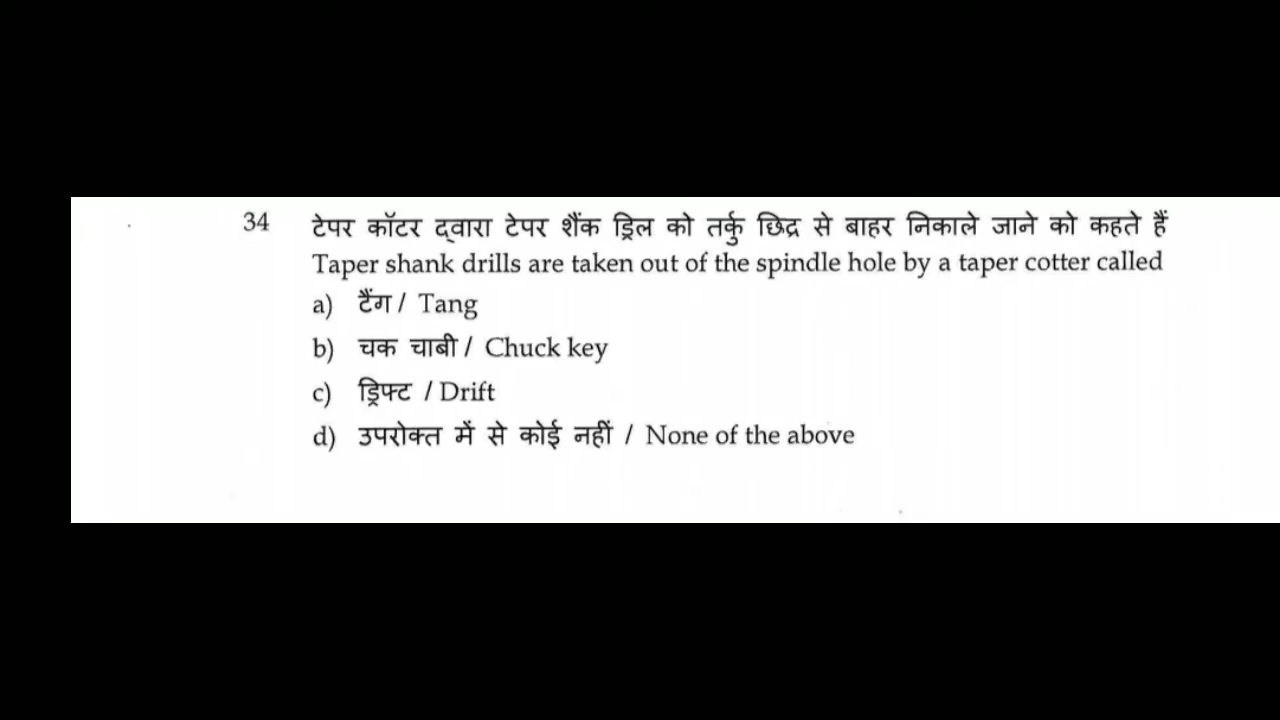 34 टेपर कॉटर द्वारा टेपर शैंक ड्रिल को तर्कु छिद्र से बाहर निकाले जाने को कहते हैं
Taper shank drills are taken out of the spindle hole by a taper cotter called
a) टैंग / Tang
b) चक चाबी / Chuck key
c) ड्रिफ्ट / Drift
d) उपरोक्त में से कोई नहीं / None of the above